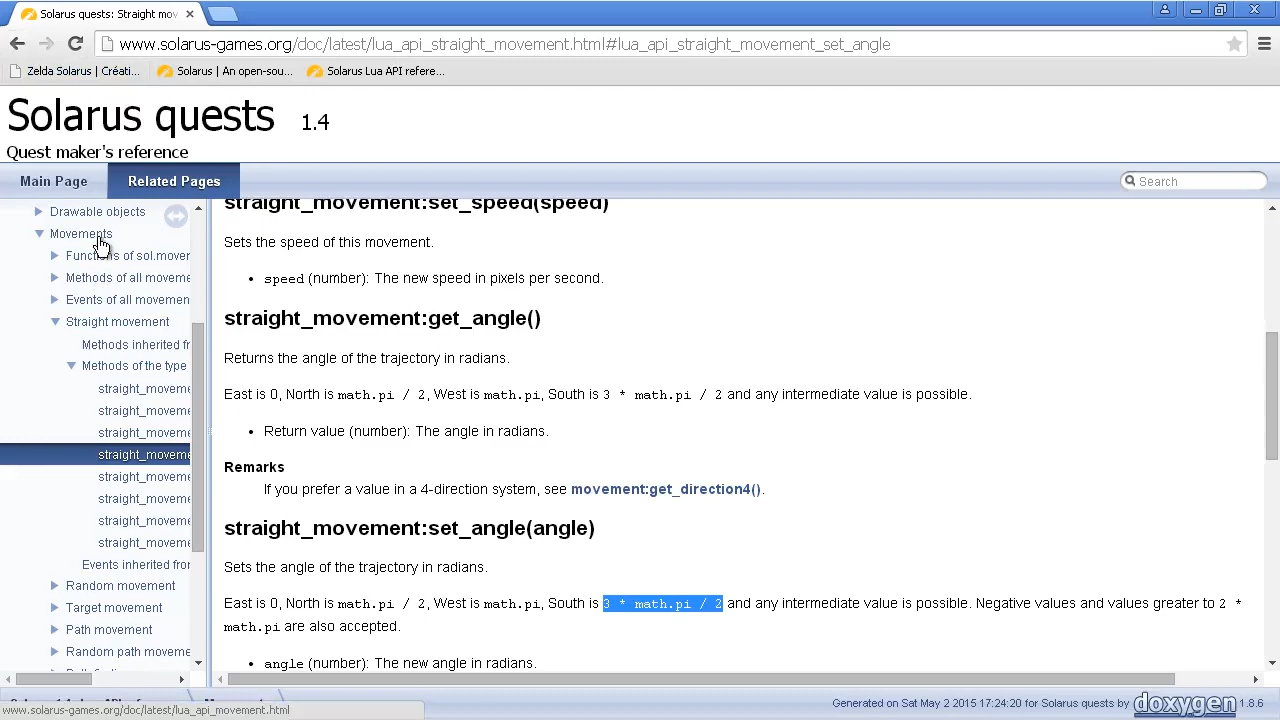 Solarus quests: Straight mov
www.solarus-games.org/doc/latest/lua_api_straight_movement.html#lua_api_straight_movement_set_angle
Zelda Solarus | Créati...
Solarus | An open-sou...
Solarus Lua API refere...
Solarus quests 1.4
Quest maker's reference
Main Page
Related Pages
Search
Drawable objects
Movements
Functions of sol.mover
Methods of all moveme
Events of all movemen
Straight movement
Methods inherited fr
Methods of the type
straight_moveme
straight_moveme
straight_moveme
straight_moveme
straight_moveme
straight_moveme
straight_moveme
straight_moveme
Events inherited fror
Random movement
Target movement
Path movement
Random path moveme
straight_movement:set_speed(speed)
Sets the speed of this movement.
• speed (number): The new speed in pixels per second.
straight_movement:get_angle()
Returns the angle of the trajectory in radians.
East is 0, North is math.pi / 2, West is math.pi, South is 3 * math.pi / 2 and any intermediate value is possible.
• Return value (number): The angle in radians.
Remarks
If you prefer a value in a 4-direction system, see movement:get_direction4().
straight_movement:set_angle(angle)
Sets the angle of the trajectory in radians.
East is 0, North is math.pi / 2, West is math.pi, South is 3 * math.pi / 2 and any intermediate value is possible. Negative values and values greater to 2 *
math.pi are also accepted.
• angle (number): The new angle in radians.
www.solarus-games.org/doc/latest/lua_api_movement.html
Generated on Sat May 2 2015 17:24:20 for Solarus quests by doxygen 1.8.6